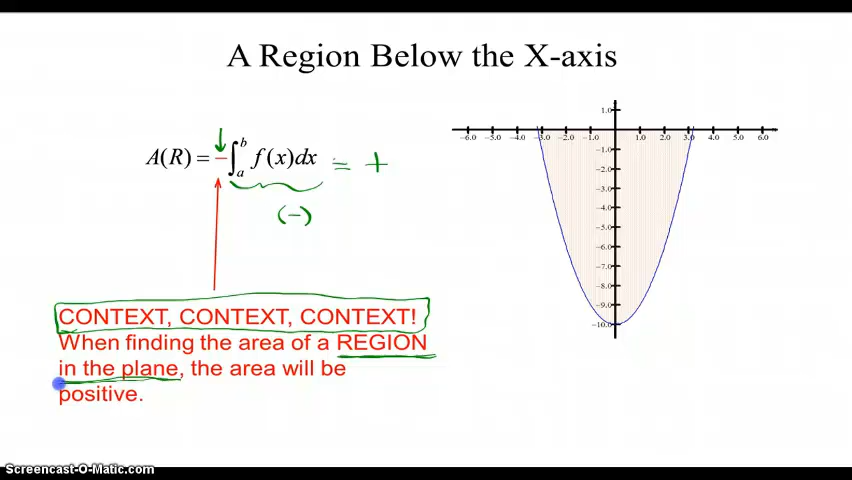 A Region Below the X-axis
A(R) = −∫ₐᵇ f(x)dx = +
(−)
CONTEXT, CONTEXT, CONTEXT!
When finding the area of a REGION
in the plane, the area will be
positive.
1.0
−6.0 −5.0 −4.0 −3.0 −2.0 −1.0 1.0 2.0 3.0 4.0 5.0 6.0
−1.0
−2.0
−3.0
−4.0
−5.0
−6.0
−7.0
−8.0
−9.0
−10.0
Screencast-O-Matic.com